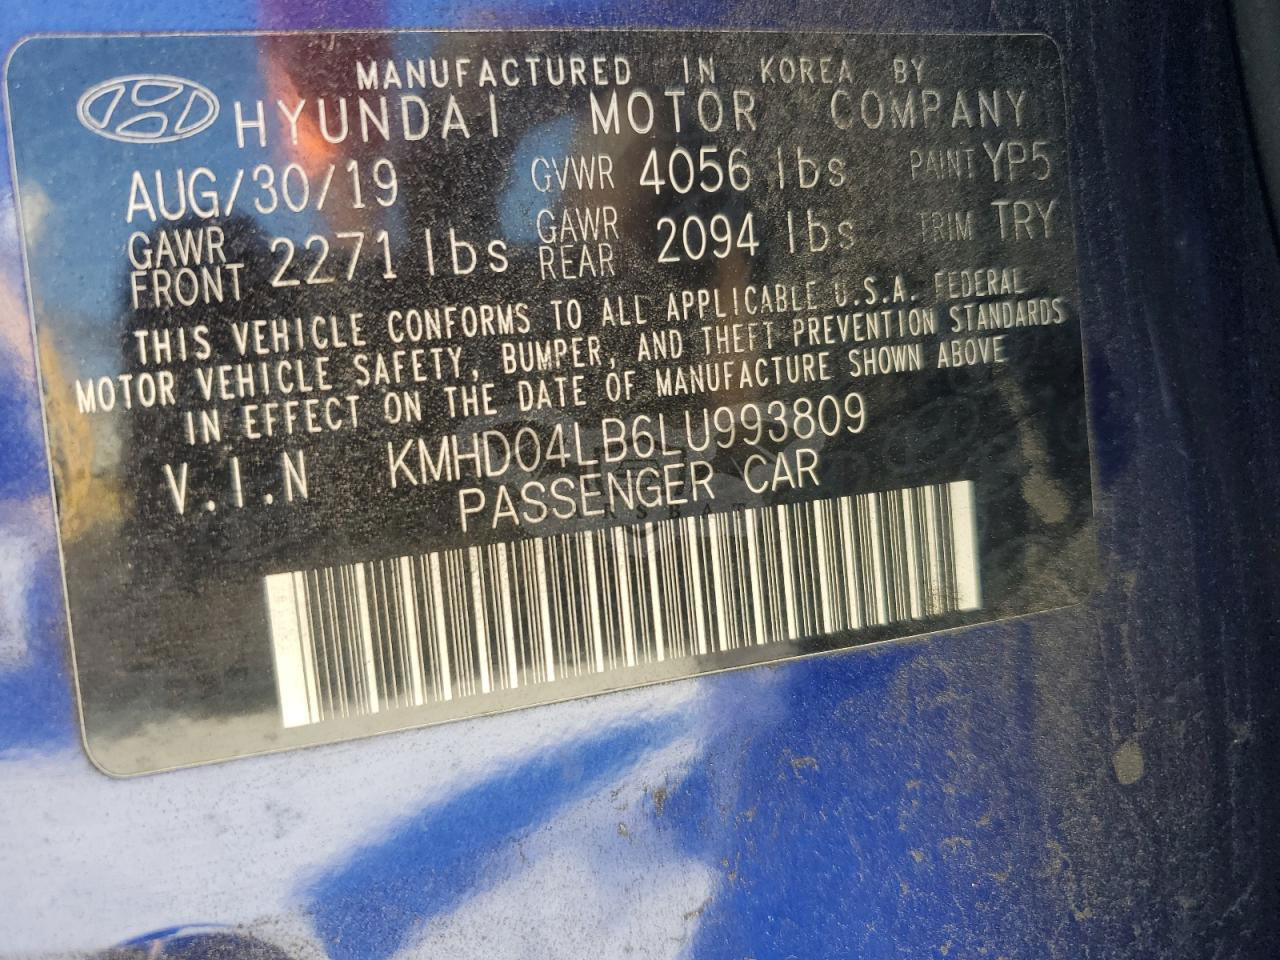 MANUFACTURED IN KOREA BY
HYUNDAI MOTOR COMPANY
AUG/30/19 GVWR 4056 lbs PAINT YP5
GAWR FRONT 2271 lbs GAWR REAR 2094 lbs TRIM TRY
THIS VEHICLE CONFORMS TO ALL APPLICABLE U.S.A. FEDERAL
MOTOR VEHICLE SAFETY, BUMPER, AND THEFT PREVENTION STANDARDS
IN EFFECT ON THE DATE OF MANUFACTURE SHOWN ABOVE
V.I.N KMHD04LB6LU993809
PASSENGER CAR